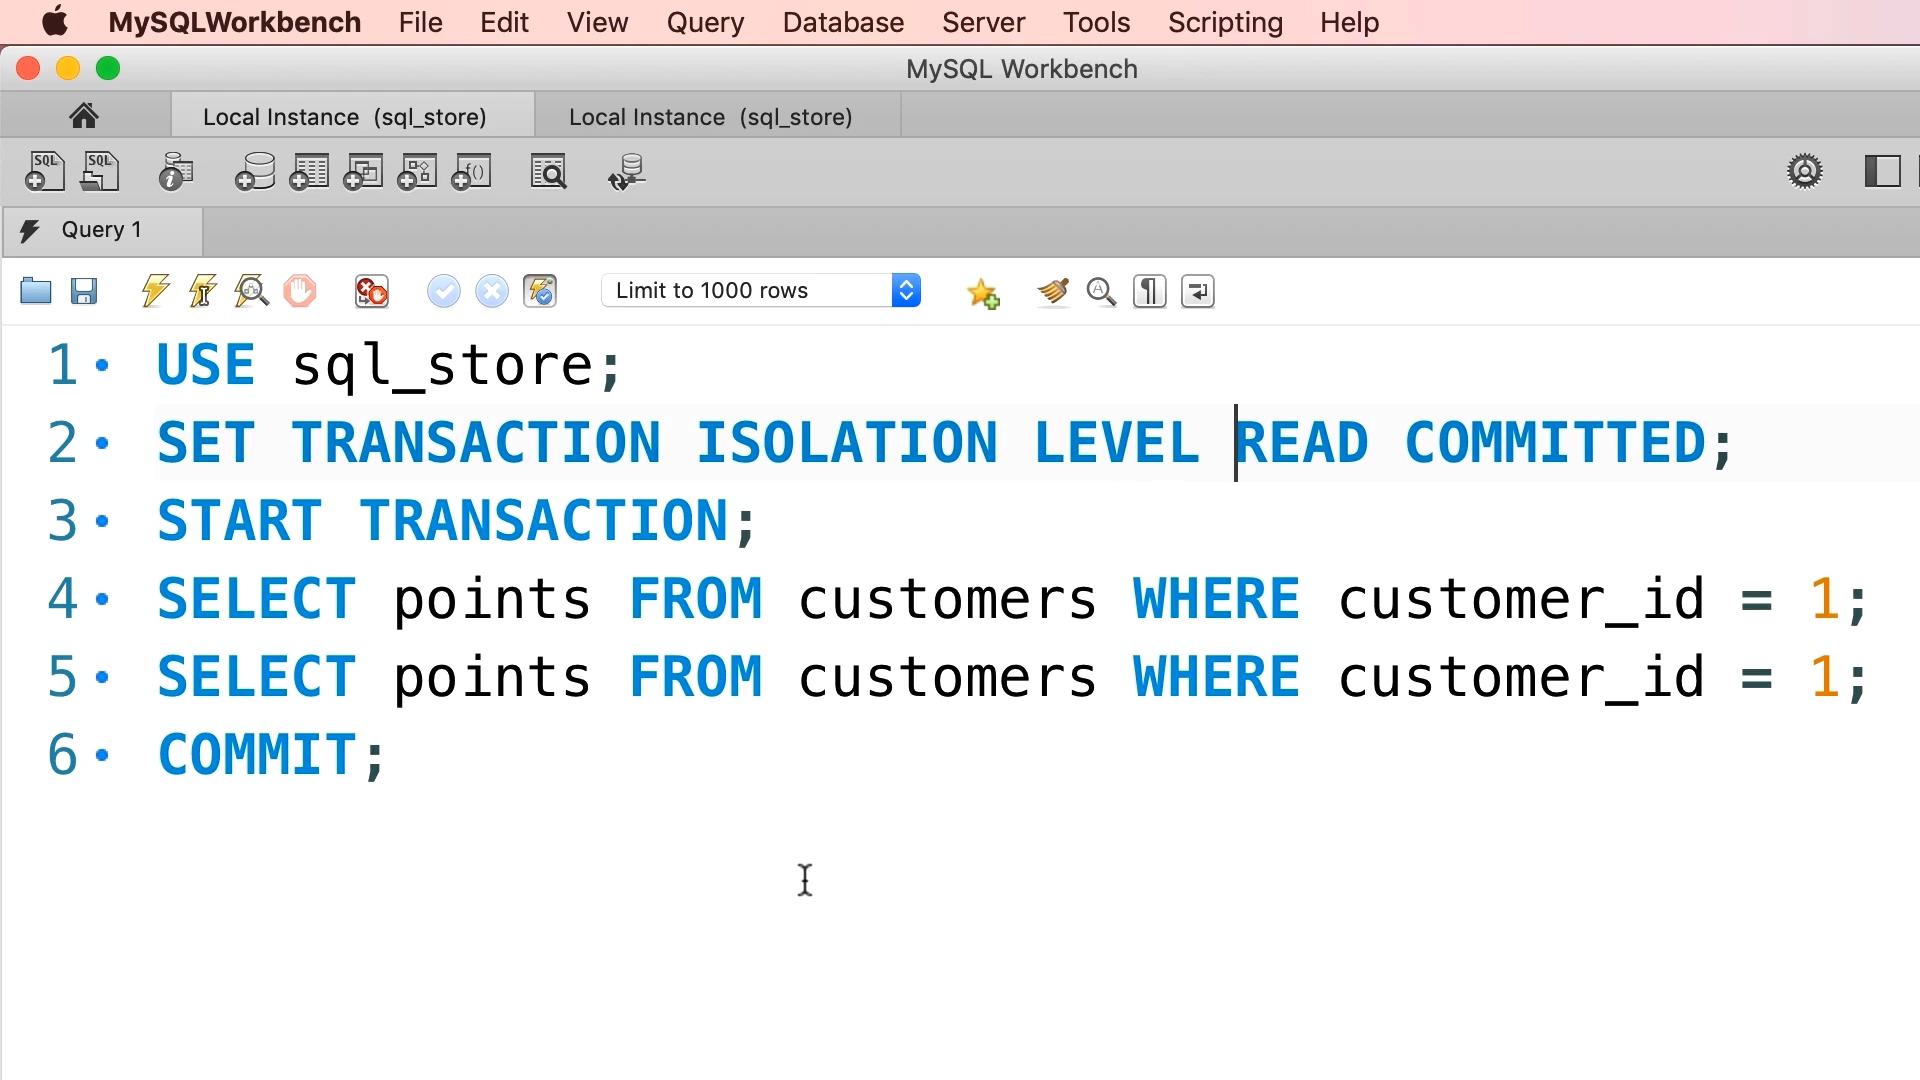 MySQLWorkbench File Edit View Query Database Server Tools Scripting Help
MySQL Workbench
Local Instance (sql_store) Local Instance (sql_store)
SQL SQL f()
Query 1
Limit to 1000 rows
1 USE sql_store;
2 SET TRANSACTION ISOLATION LEVEL READ COMMITTED;
3 START TRANSACTION;
4 SELECT points FROM customers WHERE customer_id = 1;
5 SELECT points FROM customers WHERE customer_id = 1;
6 COMMIT;